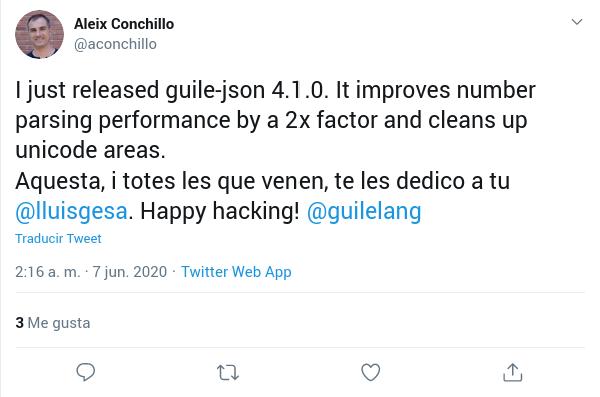 Aleix Conchillo
@aconchillo
I just released guile-json 4.1.0. It improves number
parsing performance by a 2x factor and cleans up
unicode areas.
Aquesta, i totes les que venen, te les dedico a tu
@lluisgesa. Happy hacking! @guilelang
Traducir Tweet
2:16 a. m. · 7 jun. 2020 · Twitter Web App
3 Me gusta